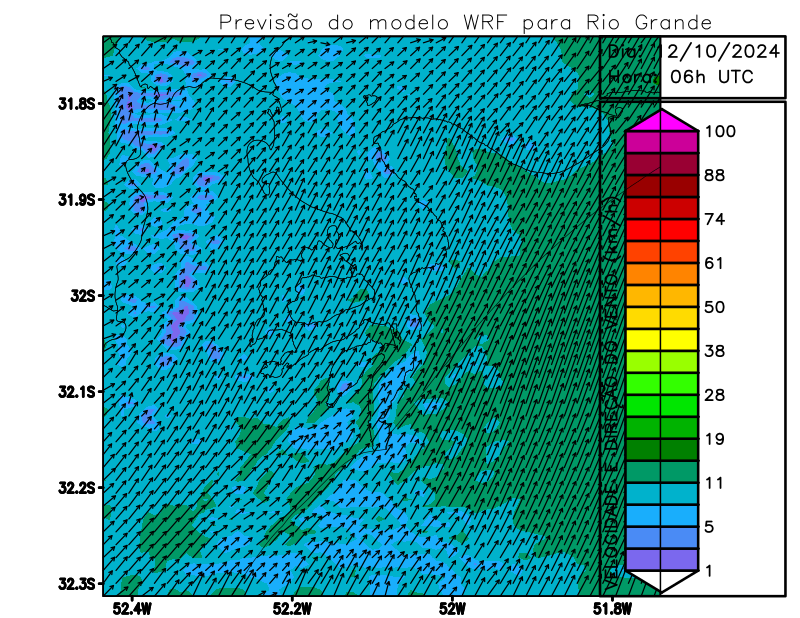 Previsão do modelo WRF para Rio Grande
Dia: 2/10/2024
Hora: 06h UTC
31.8S
31.9S
32S
32.1S
32.2S
32.3S
52.4W
52.2W
52W
51.8W
VELOCIDADE E DIREÇÃO DO VENTO (km/h)
100
88
74
61
50
38
28
19
11
5
1